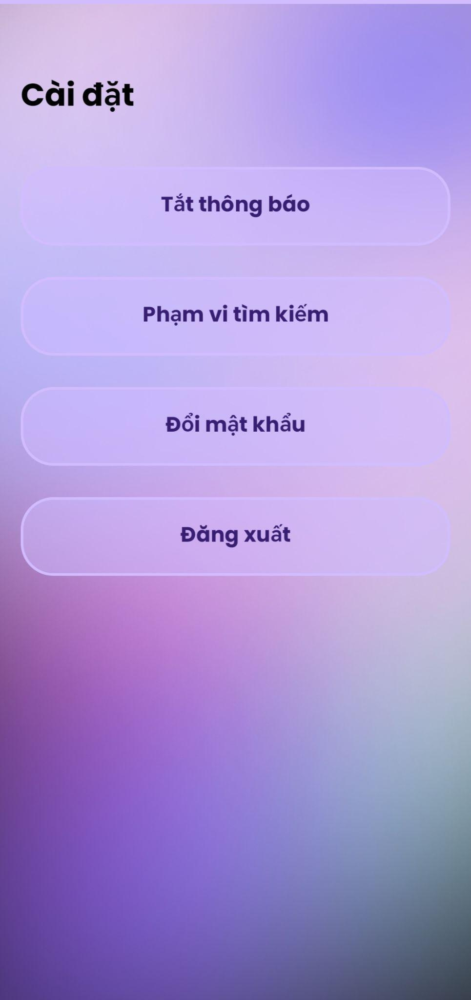 Cài đặt
Tắt thông báo
Phạm vi tìm kiếm
Đổi mật khẩu
Đăng xuất